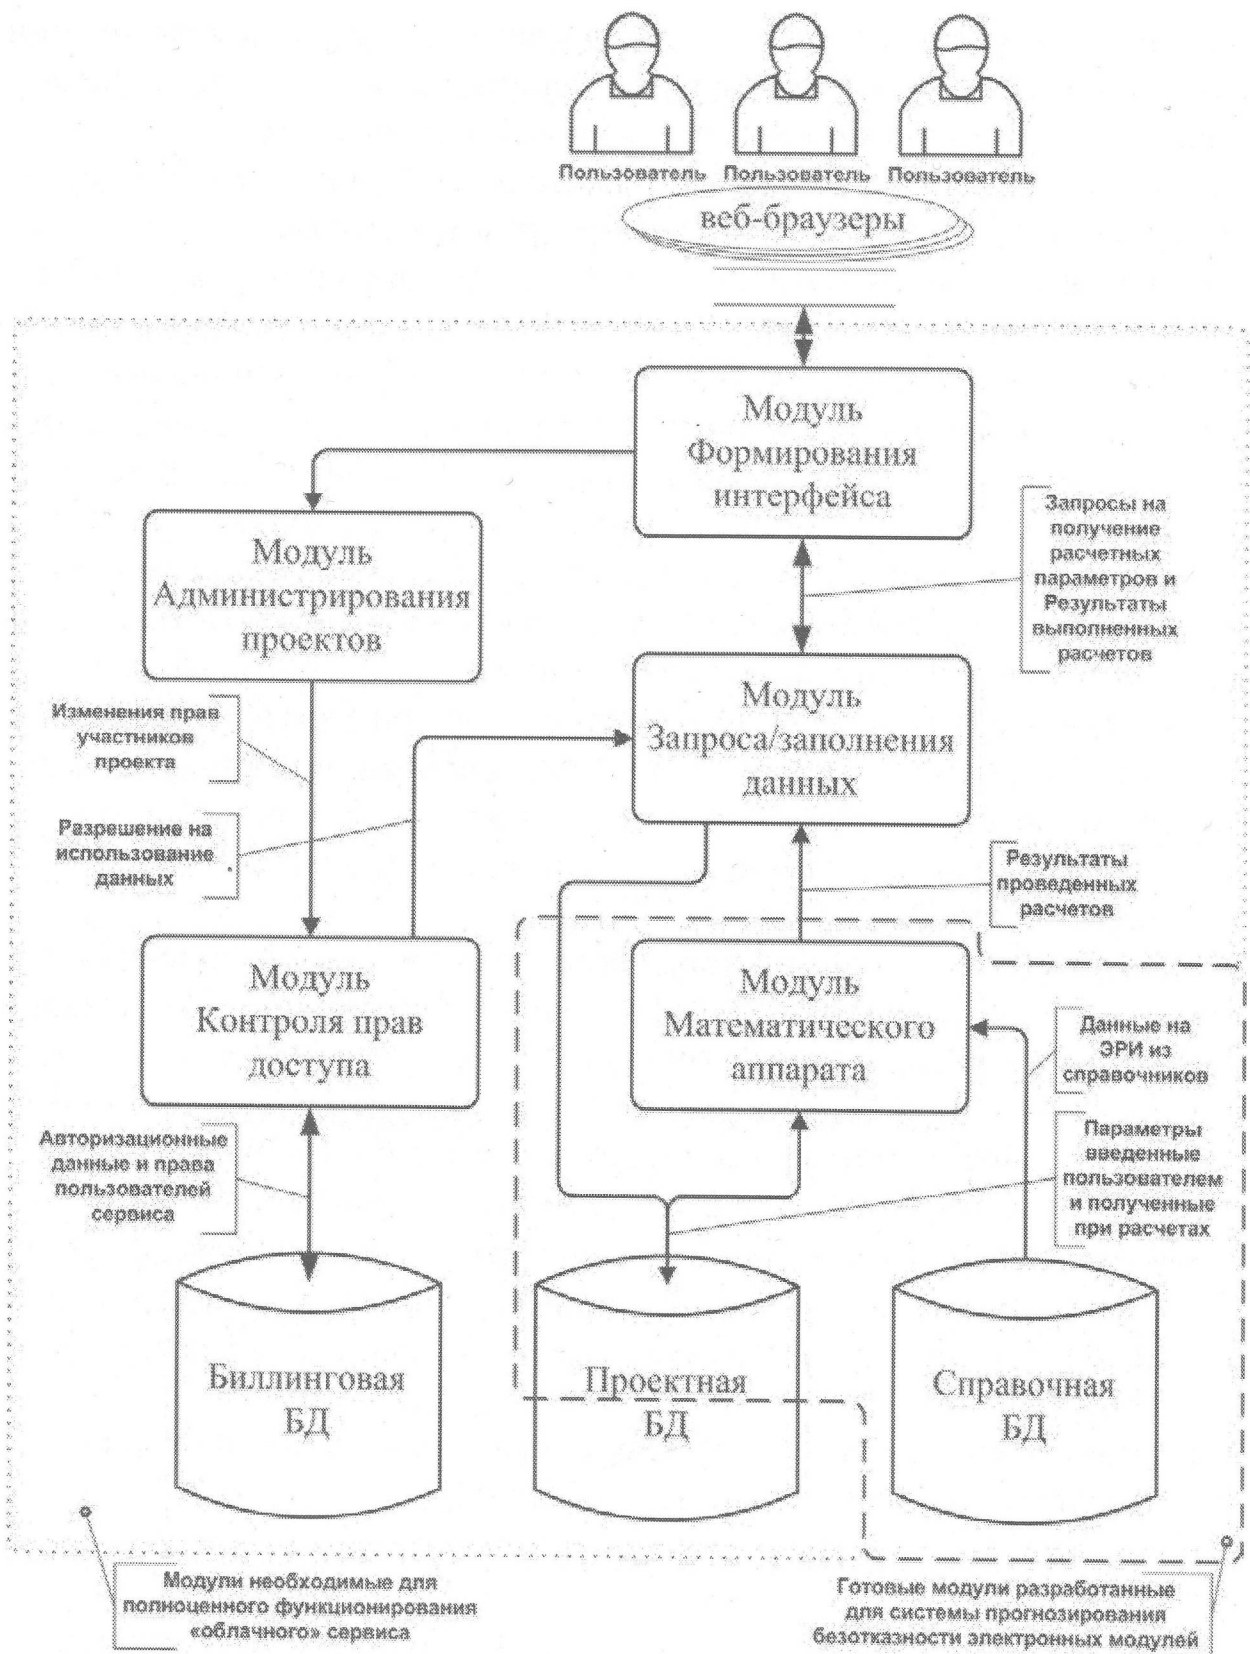 Пользователь Пользователь Пользователь
веб-браузеры
Модуль
Формирования
интерфейса
Запросы на
получение
расчетных
параметров и
Результаты
выполненных
расчетов
Модуль
Администрирования
проектов
Модуль
Запроса/заполнения
данных
Изменения прав
участников
проекта
Разрешение на
использование
данных
Результаты
проведенных
расчетов
Модуль
Контроля прав
доступа
Модуль
Математического
аппарата
Данные на
ЭРИ из
справочников
Авторизационные
данные и права
пользователей
сервиса
Параметры
введенные
пользователем
и полученные
при расчетах
Биллинговая
БД
Проектная
БД
Справочная
БД
Модули необходимые для
полноценного функционирования
«облачного» сервиса
Готовые модули разработанные
для системы прогнозирования
безотказности электронных модулей